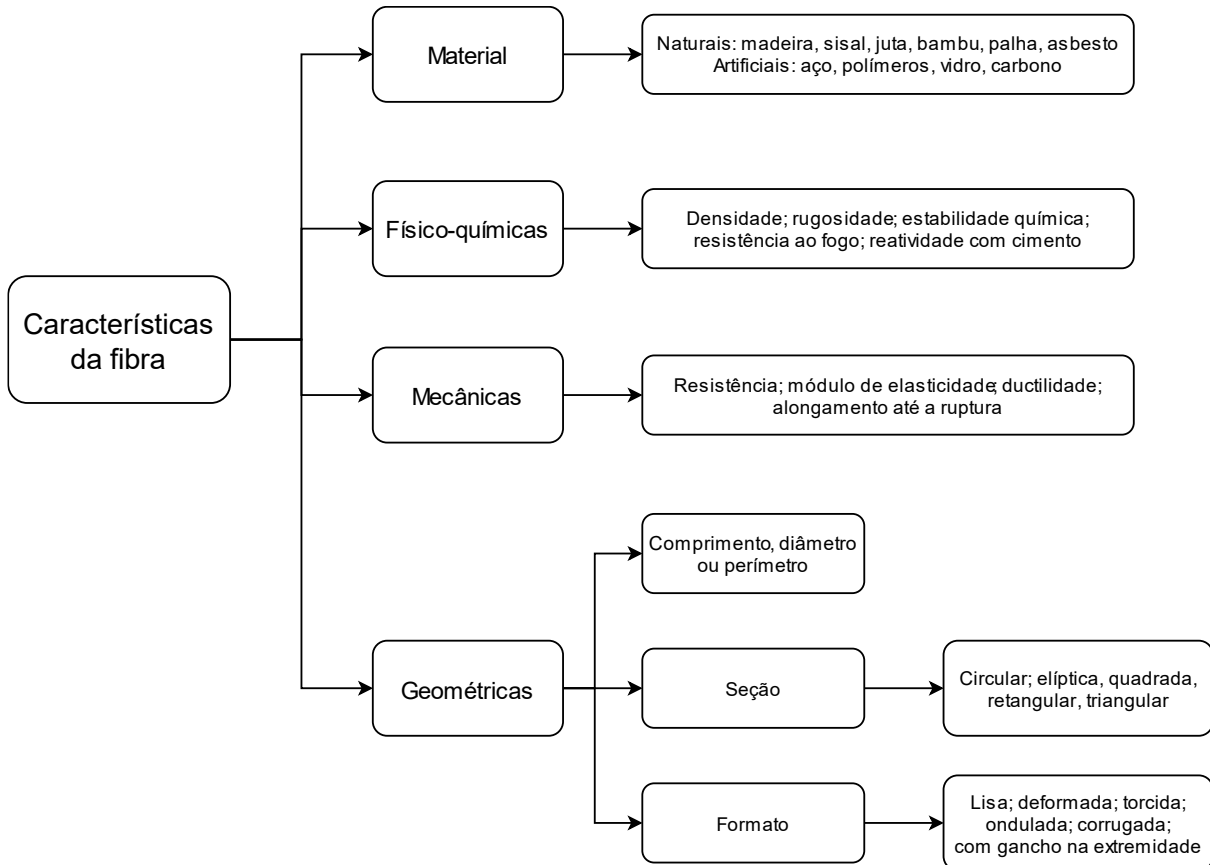 Material
Naturais: madeira, sisal, juta, bambu, palha, asbesto
Artificiais: aço, polímeros, vidro, carbono
Físico-químicas
Densidade; rugosidade; estabilidade química;
resistência ao fogo; reatividade com cimento
Características
da fibra
Mecânicas
Resistência; módulo de elasticidade; ductilidade;
alongamento até a ruptura
Comprimento, diâmetro
ou perímetro
Geométricas
Seção
Circular; elíptica, quadrada,
retangular, triangular
Formato
Lisa; deformada; torcida;
ondulada; corrugada;
com gancho na extremidade